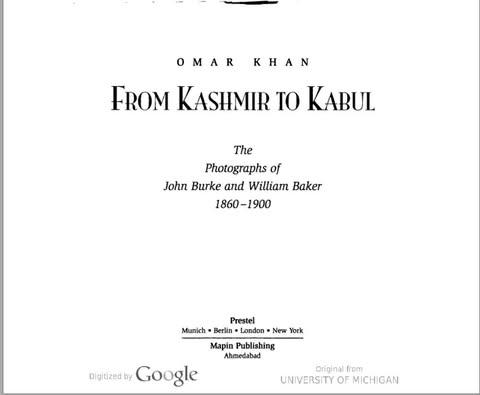 OMAR KHAN
FROM KASHMIR TO KABUL
The
Photographs of
John Burke and William Baker
1860–1900
Prestel
Munich • Berlin • London • New York
Mapin Publishing
Ahmedabad
Digitized by Google
Original from
UNIVERSITY OF MICHIGAN